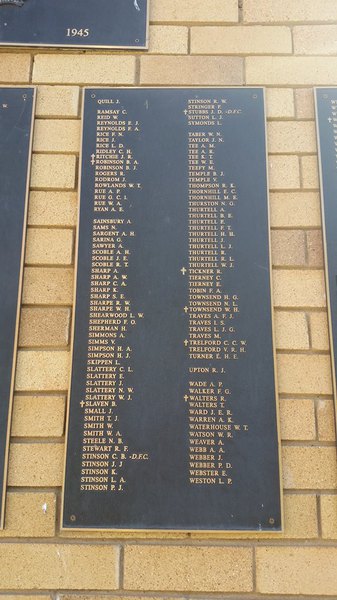 1945
QUILL J.
RAMSAY C.
REID W.
REYNOLDS E. J.
REYNOLDS F. A.
RICE F. N.
RICE J.
RICE L. D.
RIDLEY C. H.
†RITCHIE J. R.
†ROBINSON B. A.
ROBINSON B. J.
ROGERS R.
RODROM J.
ROWLANDS W. T.
RUE A. P.
RUE G. C. J.
RUE W. A.
RYAN A. E.
SAINSBURY A.
SAMS N.
SARGENT A. H.
SARINA G.
SAWYER A.
SCOBLE A. H.
SCOBLE J. E.
SCOBLE R. T.
SHARP A.
SHARP A. W.
SHARP C. A.
SHARP K.
SHARP S. E.
SHARPE R. W.
SHARPE W. H.
SHEARWOOD L. W.
SHEPHERD F. O.
SHERMAN H.
SIMMONS A.
SIMMS V.
SIMPSON H. A.
SIMPSON H. J.
SKIPPEN L.
SLATTERY C. L.
SLATTERY E.
SLATTERY J.
SLATTERY N. W.
SLATTERY W. J.
†SLAVEN B.
SMALL J.
SMITH T. J.
SMITH W.
SMITH W. A.
STEELE N. B.
STEWART R. F.
STINSON C. B. -D.F.C.
STINSON J. J
STINSON K.
STINSON L. A.
STINSON P. J.
STINSON R. W.
STRINGER P.
†STUBBS J. D. -D.F.C.
SUTTON L. J.
SYMONDS L.
TABER W. N.
TAYLOR J. N.
TEE A. M.
TEE A. K.
TEE K. T.
TEE W. E.
TEEFY M.
TEMPLE B. J.
TEMPLE V.
THOMPSON R. K.
THORNHILL F. C.
THORNHILL M. E.
THURSTON N. G.
THURTELL A.
THURTELL B. E.
THURTELL E.
THURTELL F. T.
THURTELL H. H.
THURTELL J.
THURTELL L. J.
THURTELL R.
THURTELL R. L.
THURTELL W. J.
†TICKNER R.
TIERNEY C.
TIERNEY E.
TOBIN F. A.
TOWNSEND H. G.
TOWNSEND N. L.
†TOWNSEND W. H.
TRAVES A. F. J.
TRAVES I. S.
TRAVES L. J. G.
TRAVES M.
†TRELFORD C. C. W.
TRELFORD V. R. H.
TURNER E. H. E.
UPTON R. J.
WADE A. P.
WALKER F. G.
†WALTERS R.
WALTERS T.
WARD J. E. R.
WARREN A. K.
WATERHOUSE W. T.
WATSON W. R.
WEAVER A.
WEBB A. A.
WEBBER J.
WEBBER P. D.
WEBSTER E.
WESTON L. P.